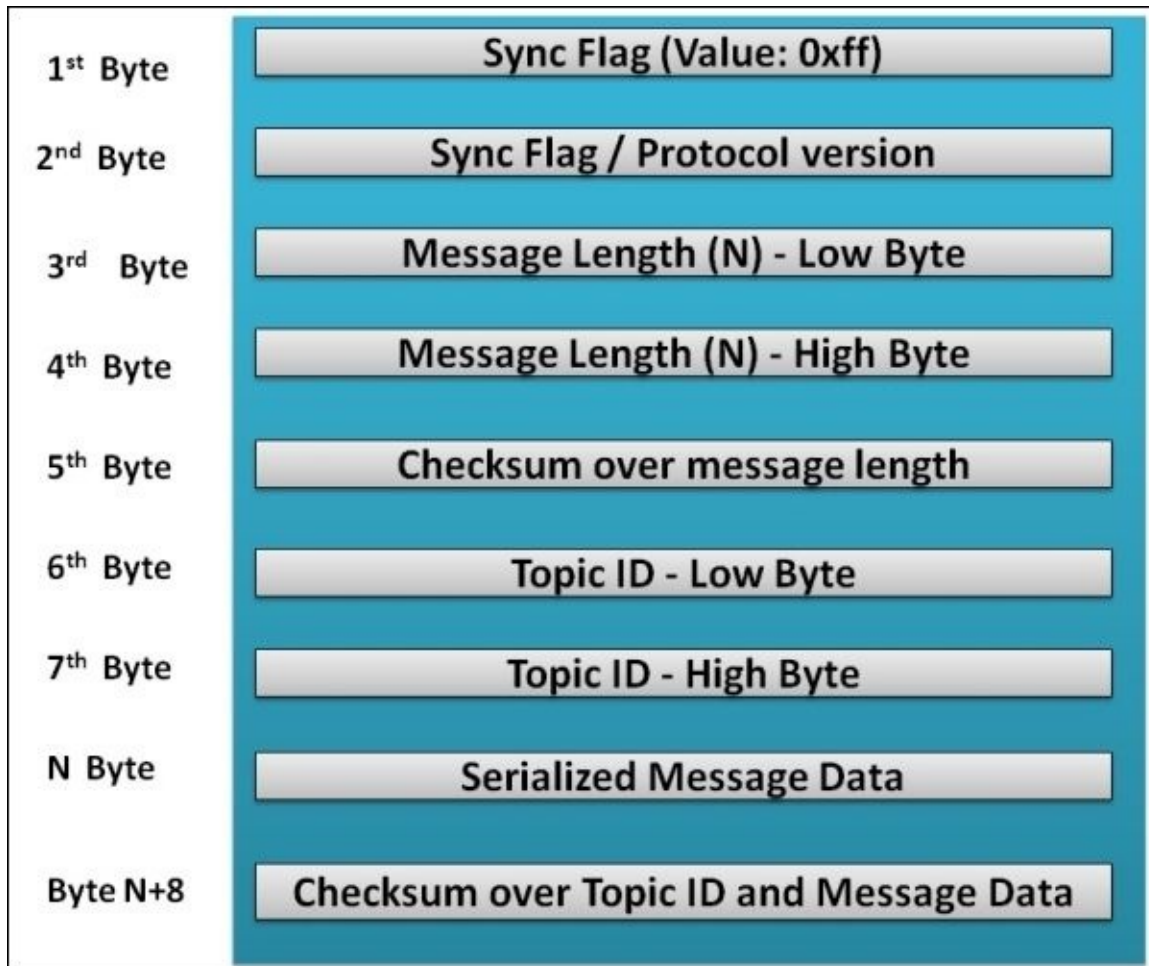 1st Byte
Sync Flag (Value: 0xff)
2nd Byte
Sync Flag / Protocol version
3rd Byte
Message Length (N) - Low Byte
4th Byte
Message Length (N) - High Byte
5th Byte
Checksum over message length
6th Byte
Topic ID - Low Byte
7th Byte
Topic ID - High Byte
N Byte
Serialized Message Data
Byte N+8
Checksum over Topic ID and Message Data